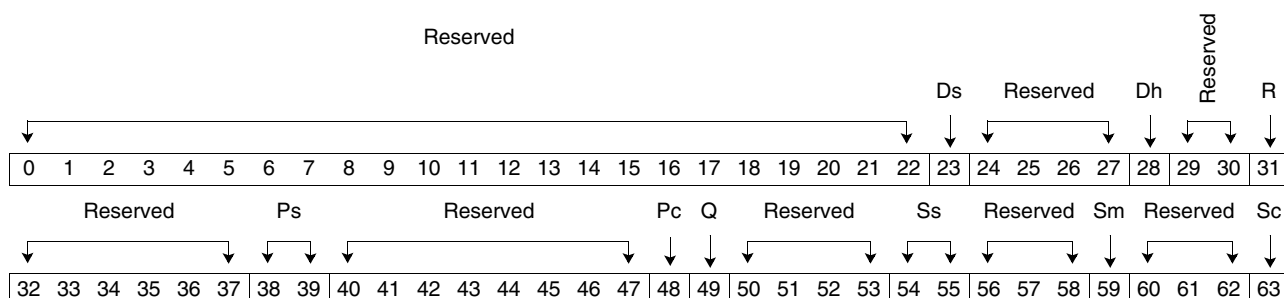 Reserved
Reserved
Ds Reserved Dh R
0 1 2 3 4 5 6 7 8 9 10 11 12 13 14 15 16 17 18 19 20 21 22 23 24 25 26 27 28 29 30 31
Reserved Ps Reserved Pc Q Reserved Ss Reserved Sm Reserved Sc
32 33 34 35 36 37 38 39 40 41 42 43 44 45 46 47 48 49 50 51 52 53 54 55 56 57 58 59 60 61 62 63